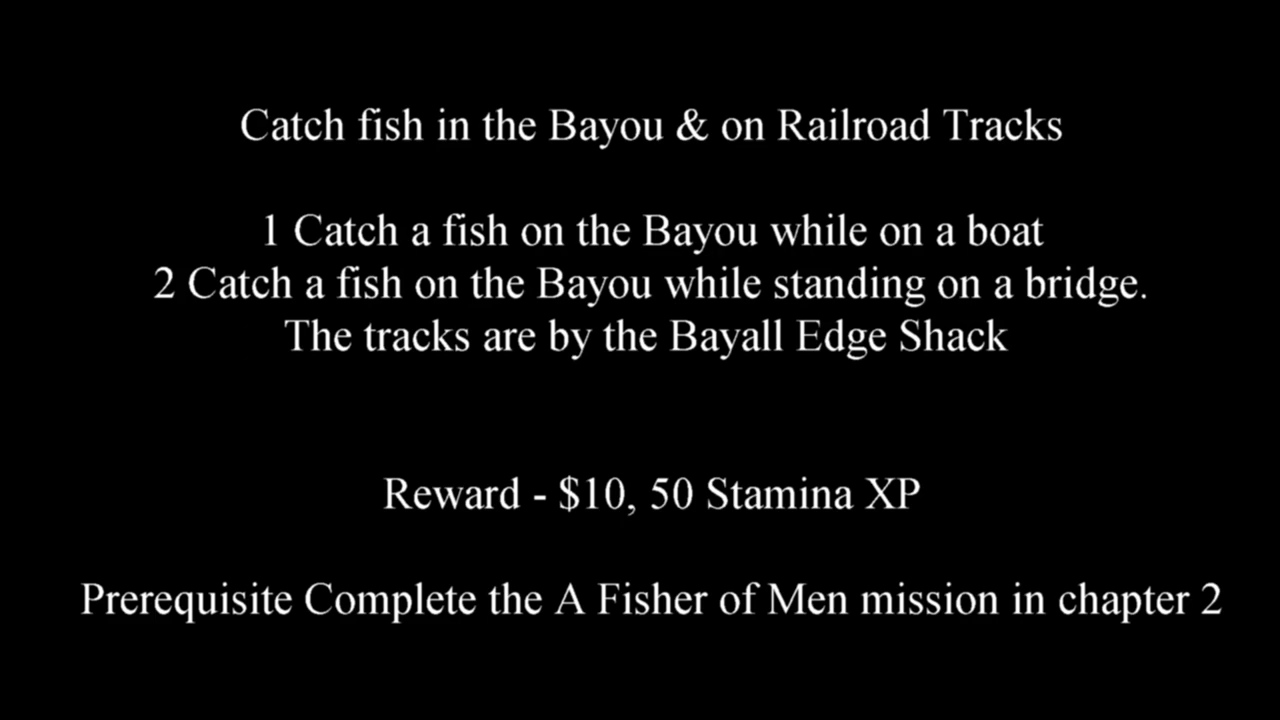 Catch fish in the Bayou & on Railroad Tracks
1 Catch a fish on the Bayou while on a boat
2 Catch a fish on the Bayou while standing on a bridge.
The tracks are by the Bayall Edge Shack
Reward - $10, 50 Stamina XP
Prerequisite Complete the A Fisher of Men mission in chapter 2